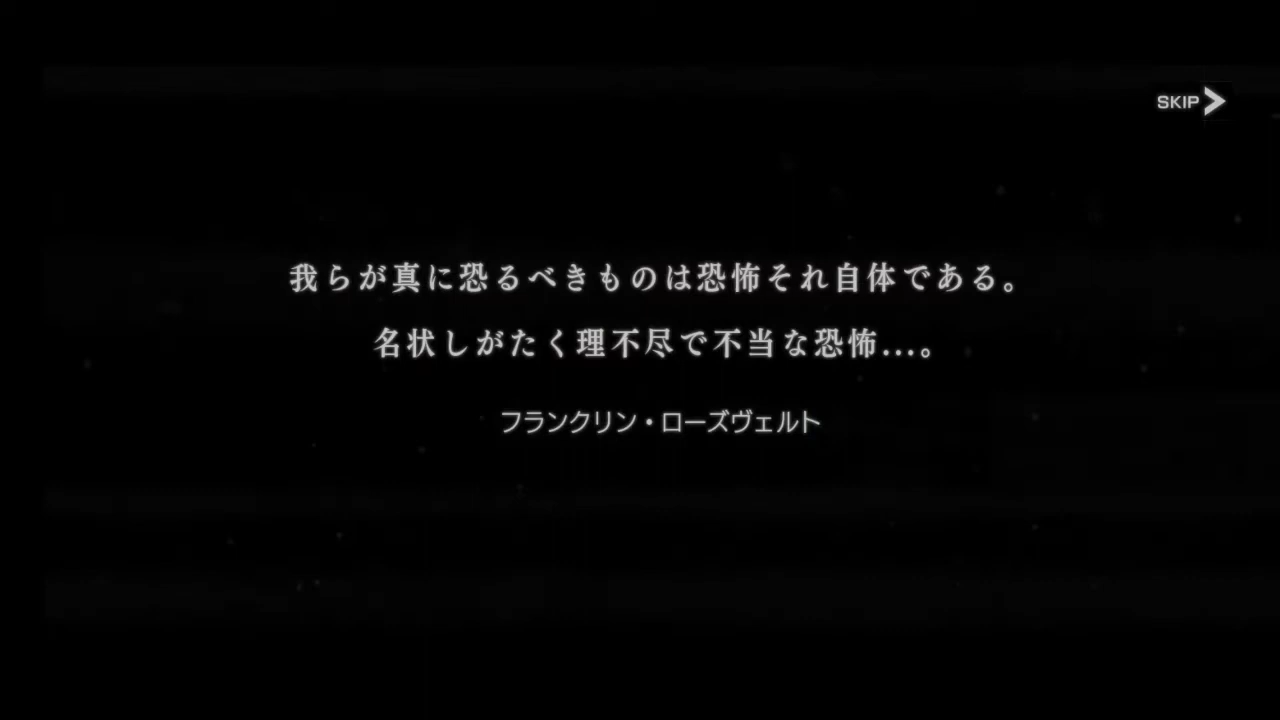 SKIP
我らが真に恐るべきものは恐怖それ自体である。
名状しがたく理不尽で不当な恐怖…。
フランクリン・ローズヴェルト